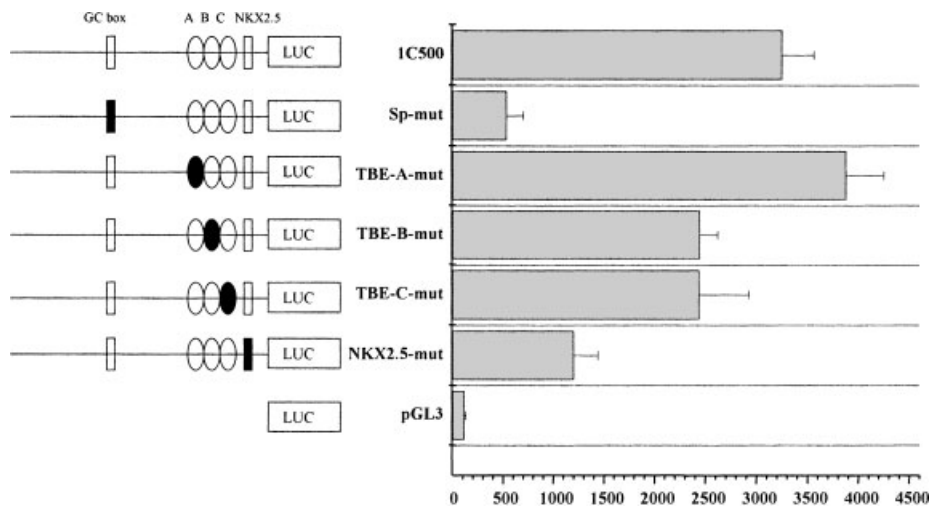 GC box A B C NKX2.5
LUC 1C500
LUC Sp-mut
LUC TBE-A-mut
LUC TBE-B-mut
LUC TBE-C-mut
LUC NKX2.5-mut
LUC pGL3
0 500 1000 1500 2000 2500 3000 3500 4000 4500